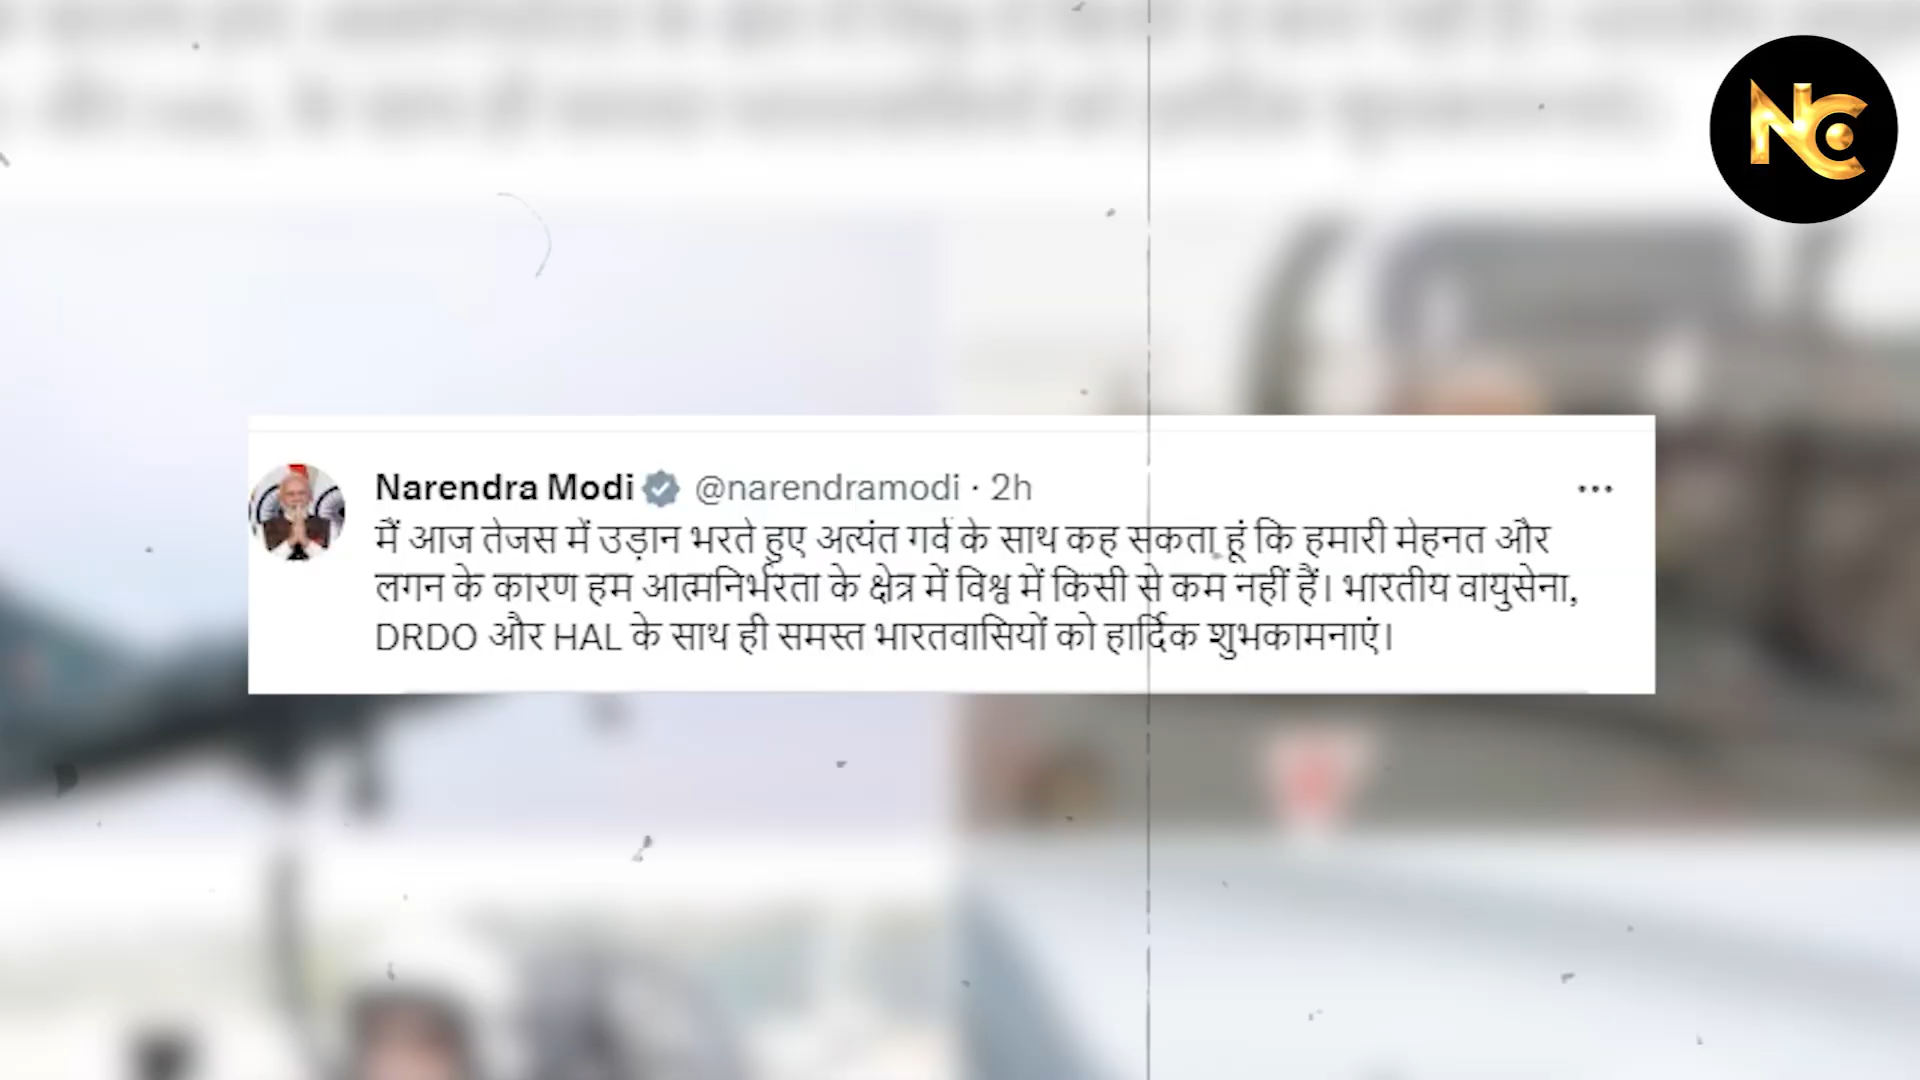 NC
Narendra Modi @narendramodi · 2h
मैं आज तेजस में उड़ान भरते हुए अत्यंत गर्व के साथ कह सकता हूं कि हमारी मेहनत और
लगन के कारण हम आत्मनिर्भरता के क्षेत्र में विश्व में किसी से कम नहीं हैं। भारतीय वायुसेना,
DRDO और HAL के साथ ही समस्त भारतवासियों को हार्दिक शुभकामनाएं।